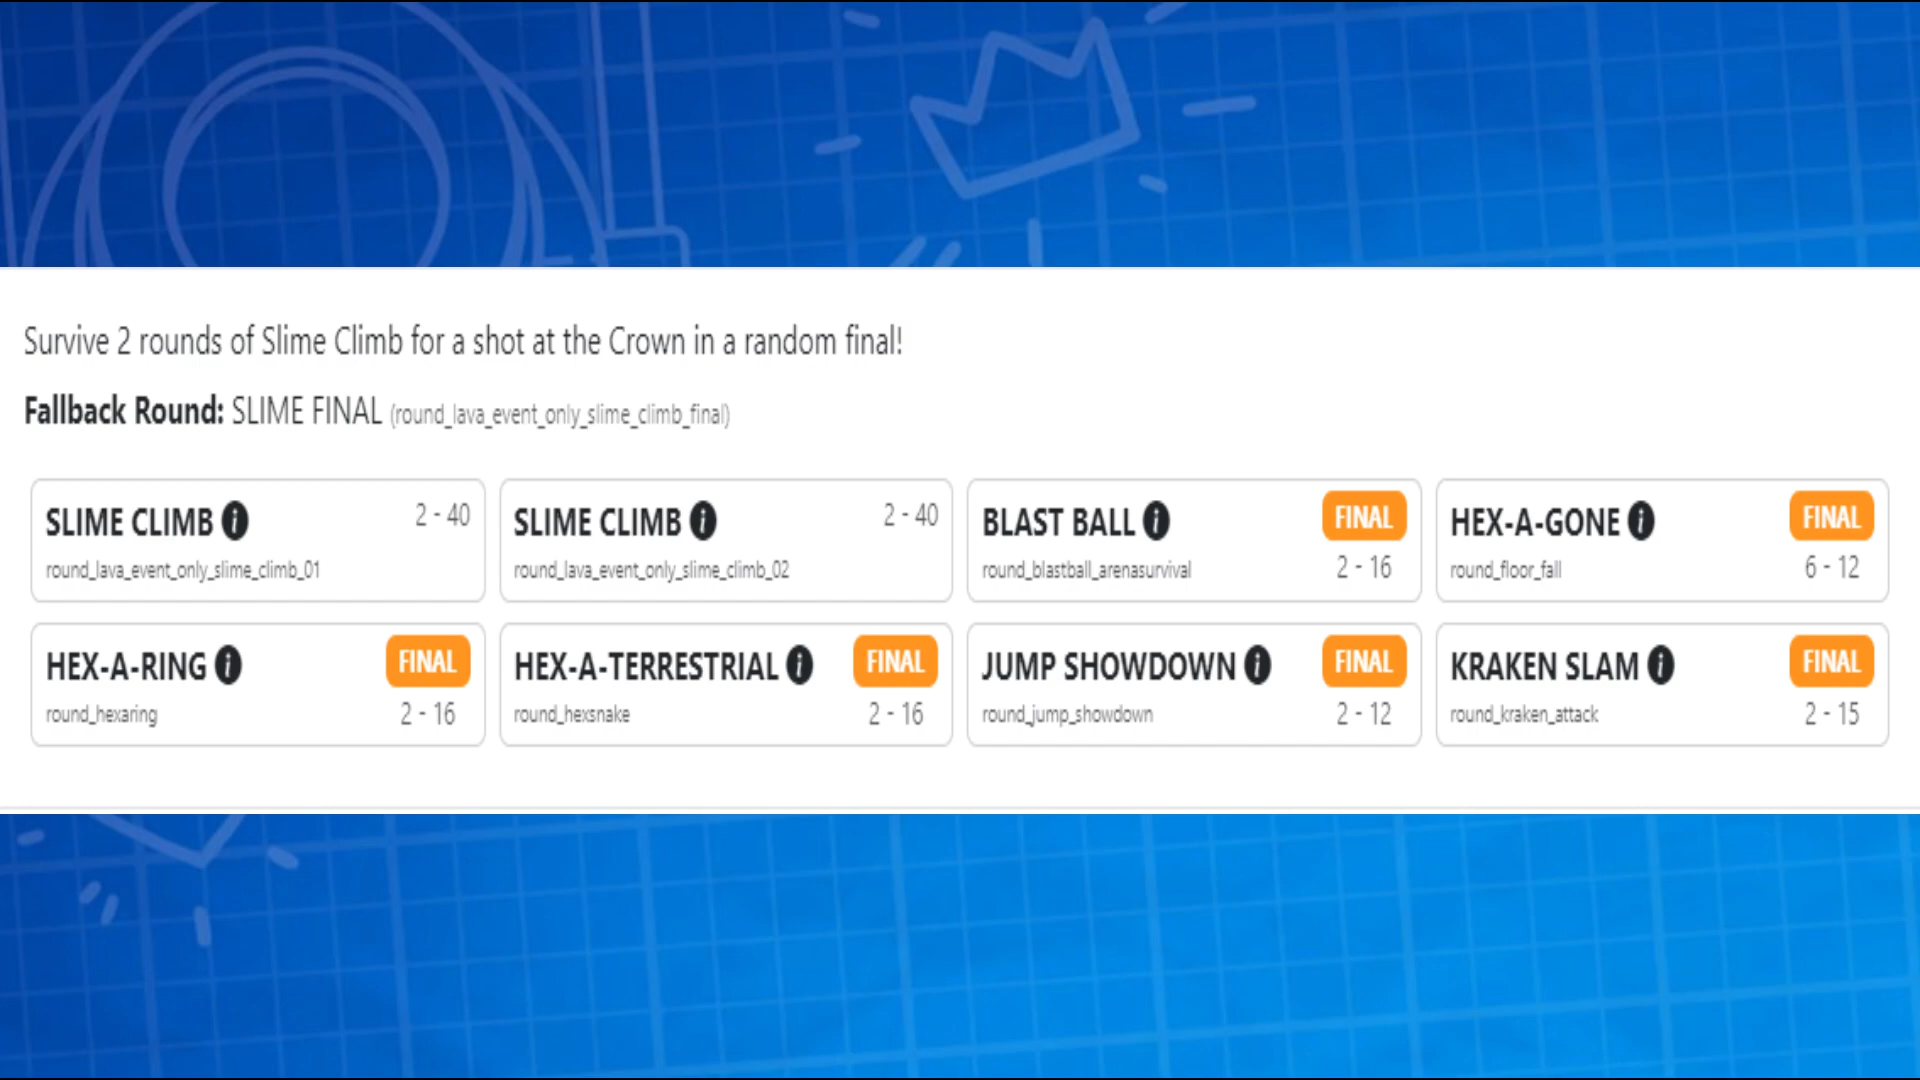 Survive 2 rounds of Slime Climb for a shot at the Crown in a random final!
Fallback Round: SLIME FINAL (round_lava_event_only_slime_climb_final)
SLIME CLIMB i 2 - 40
round_lava_event_only_slime_climb_01
SLIME CLIMB i 2 - 40
round_lava_event_only_slime_climb_02
BLAST BALL i FINAL
round_blastball_arenasurvival 2 - 16
HEX-A-GONE i FINAL
round_floor_fall 6 - 12
HEX-A-RING i FINAL
round_hexaring 2 - 16
HEX-A-TERRESTRIAL i FINAL
round_hexsnake 2 - 16
JUMP SHOWDOWN i FINAL
round_jump_showdown 2 - 12
KRAKEN SLAM i FINAL
round_kraken_attack 2 - 15